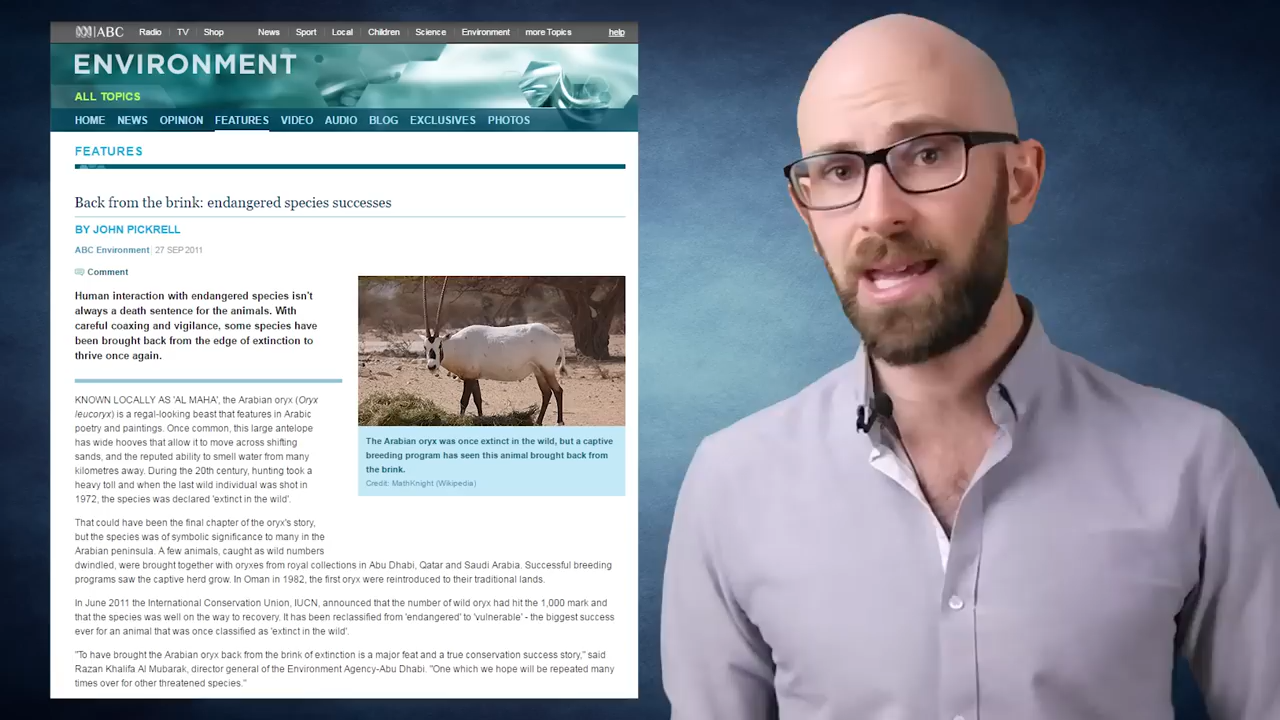 ABC Radio TV Shop News Sport Local Children Science Environment more Topics help
ENVIRONMENT
ALL TOPICS
HOME NEWS OPINION FEATURES VIDEO AUDIO BLOG EXCLUSIVES PHOTOS
FEATURES
Back from the brink: endangered species successes
BY JOHN PICKRELL
ABC Environment | 27 SEP 2011
Comment
Human interaction with endangered species isn't
always a death sentence for the animals. With
careful coaxing and vigilance, some species have
been brought back from the edge of extinction to
thrive once again.
The Arabian oryx was once extinct in the wild, but a captive
breeding program has seen this animal brought back from
the brink.
Credit: MathKnight (Wikipedia)
KNOWN LOCALLY AS 'AL MAHA', the Arabian oryx (Oryx
leucoryx) is a regal-looking beast that features in Arabic
poetry and paintings. Once common, this large antelope
has wide hooves that allow it to move across shifting
sands, and the reputed ability to smell water from many
kilometres away. During the 20th century, hunting took a
heavy toll and when the last wild individual was shot in
1972, the species was declared 'extinct in the wild'.
That could have been the final chapter of the oryx's story,
but the species was of symbolic significance to many in the
Arabian peninsula. A few animals, caught as wild numbers
dwindled, were brought together with oryxes from royal collections in Abu Dhabi, Qatar and Saudi Arabia. Successful breeding
programs saw the captive herd grow. In Oman in 1982, the first oryx were reintroduced to their traditional lands.
In June 2011 the International Conservation Union, IUCN, announced that the number of wild oryx had hit the 1,000 mark and
that the species was well on the way to recovery. It has been reclassified from 'endangered' to 'vulnerable' - the biggest success
ever for an animal that was once classified as 'extinct in the wild'.
"To have brought the Arabian oryx back from the brink of extinction is a major feat and a true conservation success story," said
Razan Khalifa Al Mubarak, director general of the Environment Agency-Abu Dhabi. "One which we hope will be repeated many
times over for other threatened species."